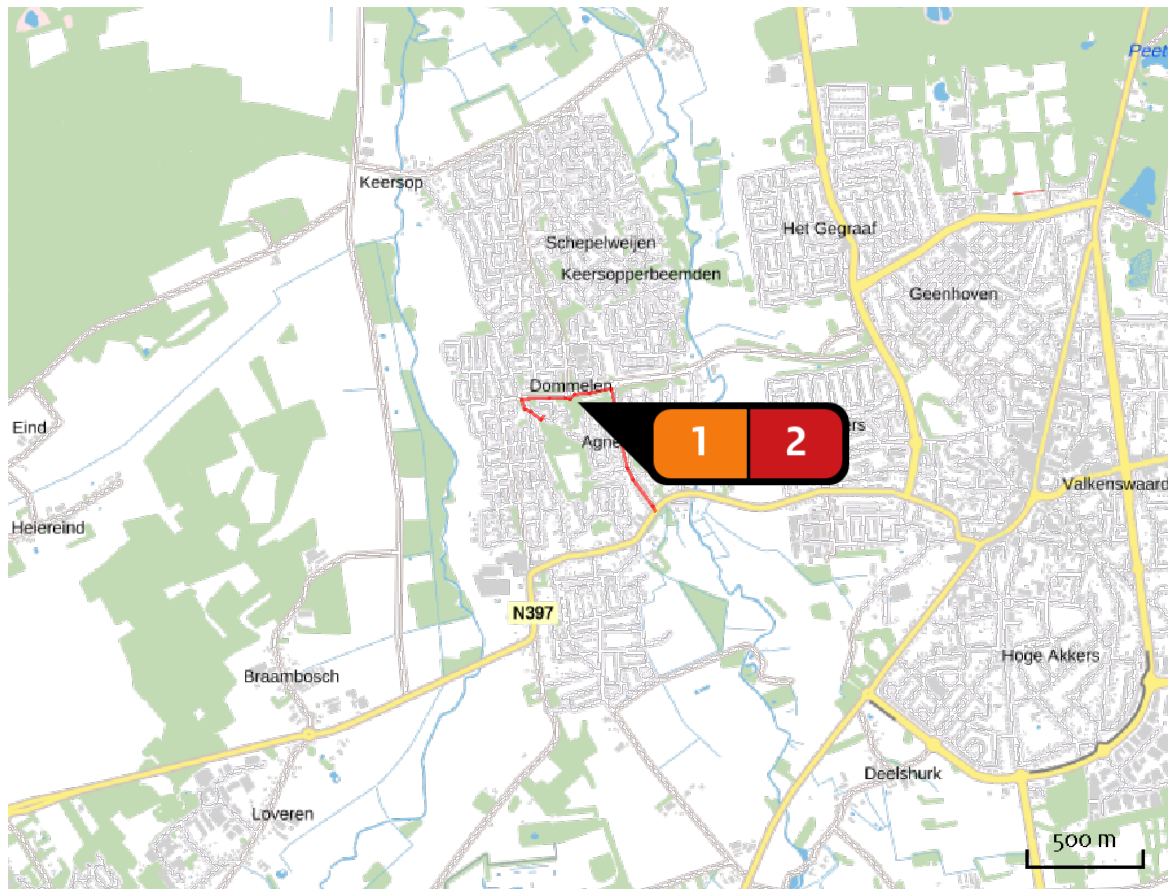 Peet
Keersop
Het Gegraaf
Schepelweijen
Keersopperbeemden
Geenhoven
Dommelen
Eind
Agne
1 2
ers
Valkenswaard
Heiereind
N397
Hoge Akkers
Braambosch
Deelshurk
Loveren
500 m